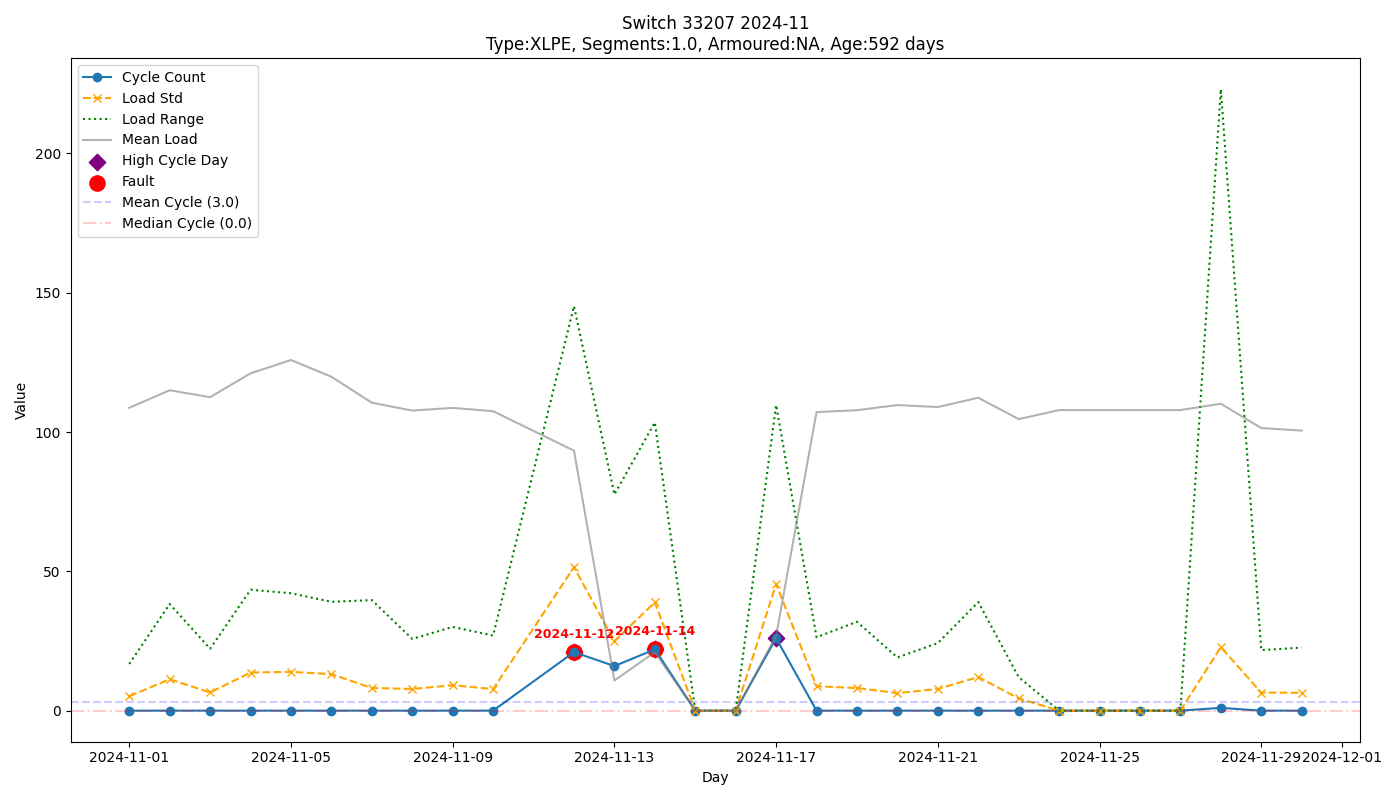 Switch 33207 2024-11
Type:XLPE, Segments:1.0, Armoured:NA, Age:592 days
Cycle Count
Load Std
Load Range
Mean Load
High Cycle Day
Fault
Mean Cycle (3.0)
Median Cycle (0.0)
200
150
100
50
0
Value
2024-11-12
2024-11-14
2024-11-01
2024-11-05
2024-11-09
2024-11-13
2024-11-17
2024-11-21
2024-11-25
2024-11-29
2024-12-01
Day